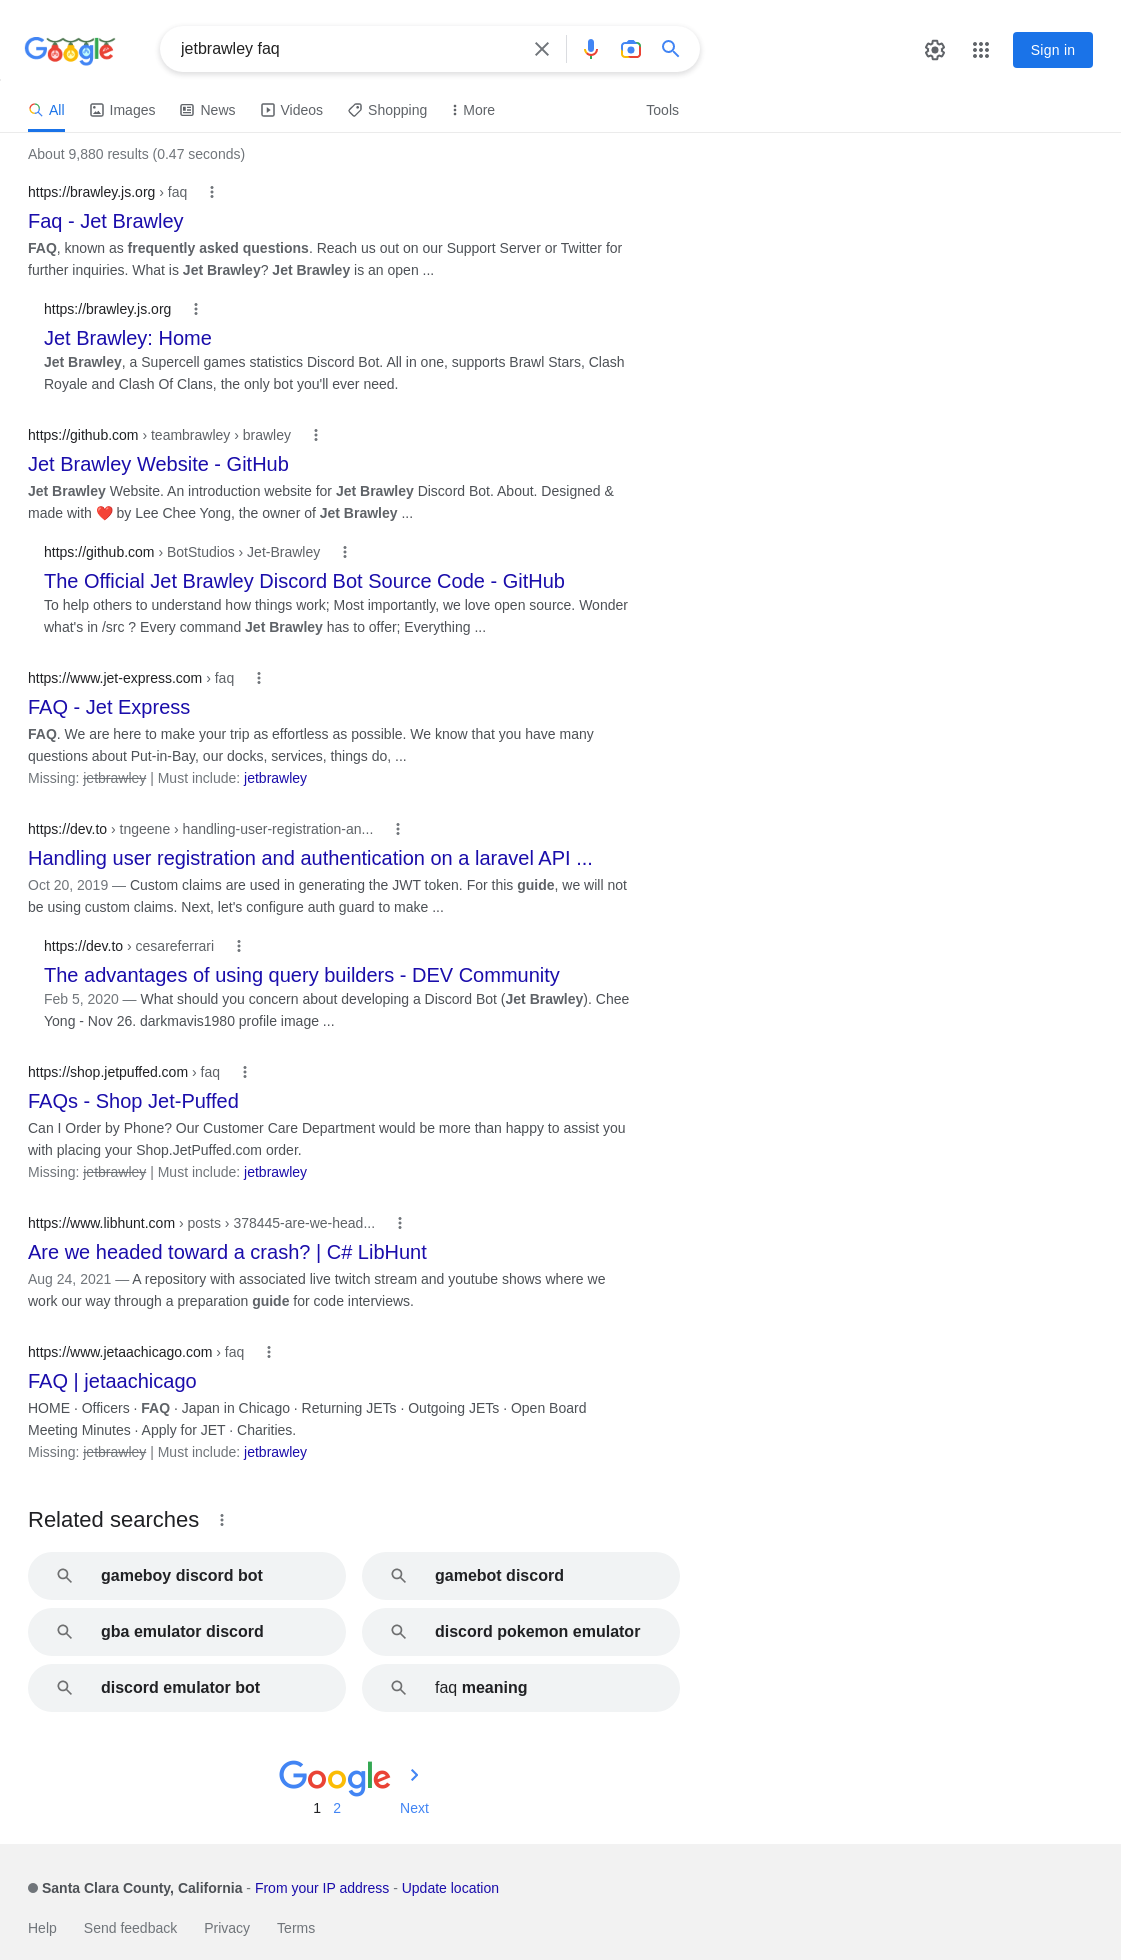 Google
jetbrawley faq
Sign in
All Images News Videos Shopping More Tools
About 9,880 results (0.47 seconds)
https://brawley.js.org › faq
Faq - Jet Brawley
FAQ, known as frequently asked questions. Reach us out on our Support Server or Twitter for
further inquiries. What is Jet Brawley? Jet Brawley is an open ...
https://brawley.js.org
Jet Brawley: Home
Jet Brawley, a Supercell games statistics Discord Bot. All in one, supports Brawl Stars, Clash
Royale and Clash Of Clans, the only bot you'll ever need.
https://github.com › teambrawley › brawley
Jet Brawley Website - GitHub
Jet Brawley Website. An introduction website for Jet Brawley Discord Bot. About. Designed &
made with ❤️ by Lee Chee Yong, the owner of Jet Brawley ...
https://github.com › BotStudios › Jet-Brawley
The Official Jet Brawley Discord Bot Source Code - GitHub
To help others to understand how things work; Most importantly, we love open source. Wonder
what's in /src ? Every command Jet Brawley has to offer; Everything ...
https://www.jet-express.com › faq
FAQ - Jet Express
FAQ. We are here to make your trip as effortless as possible. We know that you have many
questions about Put-in-Bay, our docks, services, things do, ...
Missing: jetbrawley | Must include: jetbrawley
https://dev.to › tngeene › handling-user-registration-an...
Handling user registration and authentication on a laravel API ...
Oct 20, 2019 — Custom claims are used in generating the JWT token. For this guide, we will not
be using custom claims. Next, let's configure auth guard to make ...
https://dev.to › cesareferrari
The advantages of using query builders - DEV Community
Feb 5, 2020 — What should you concern about developing a Discord Bot (Jet Brawley). Chee
Yong - Nov 26. darkmavis1980 profile image ...
https://shop.jetpuffed.com › faq
FAQs - Shop Jet-Puffed
Can I Order by Phone? Our Customer Care Department would be more than happy to assist you
with placing your Shop.JetPuffed.com order.
Missing: jetbrawley | Must include: jetbrawley
https://www.libhunt.com › posts › 378445-are-we-head...
Are we headed toward a crash? | C# LibHunt
Aug 24, 2021 — A repository with associated live twitch stream and youtube shows where we
work our way through a preparation guide for code interviews.
https://www.jetaachicago.com › faq
FAQ | jetaachicago
HOME · Officers · FAQ · Japan in Chicago · Returning JETs · Outgoing JETs · Open Board
Meeting Minutes · Apply for JET · Charities.
Missing: jetbrawley | Must include: jetbrawley
Related searches
gameboy discord bot
gamebot discord
gba emulator discord
discord pokemon emulator
discord emulator bot
faq meaning
Google
1 2 Next
Santa Clara County, California - From your IP address - Update location
Help Send feedback Privacy Terms